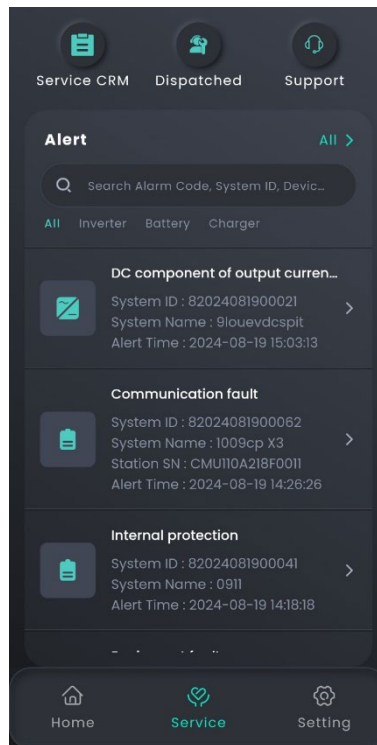 Service CRM Dispatched Support
Alert All >
Search Alarm Code, System ID, Devic...
All Inverter Battery Charger
DC component of output curren...
System ID : 82024081900021
System Name : 9louevdcspit
Alert Time : 2024-08-19 15:03:13
Communication fault
System ID : 82024081900062
System Name : 1009cp X3
Station SN : CMU110A218F0011
Alert Time : 2024-08-19 14:26:26
Internal protection
System ID : 82024081900041
System Name : 0911
Alert Time : 2024-08-19 14:18:18
Home Service Setting